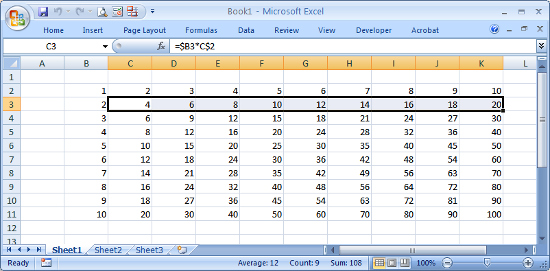 Book1 - Microsoft Excel
Home Insert Page Layout Formulas Data Review View Developer Acrobat
C3 fx =$B3*C$2
A B C D E F G H I J K L
1
2 1 2 3 4 5 6 7 8 9 10
3 2 4 6 8 10 12 14 16 18 20
4 3 6 9 12 15 18 21 24 27 30
5 4 8 12 16 20 24 28 32 36 40
6 5 10 15 20 25 30 35 40 45 50
7 6 12 18 24 30 36 42 48 54 60
8 7 14 21 28 35 42 49 56 63 70
9 8 16 24 32 40 48 56 64 72 80
10 9 18 27 36 45 54 63 72 81 90
11 10 20 30 40 50 60 70 80 90 100
12
13
Sheet1 Sheet2 Sheet3
Ready Average: 12 Count: 9 Sum: 108 100%